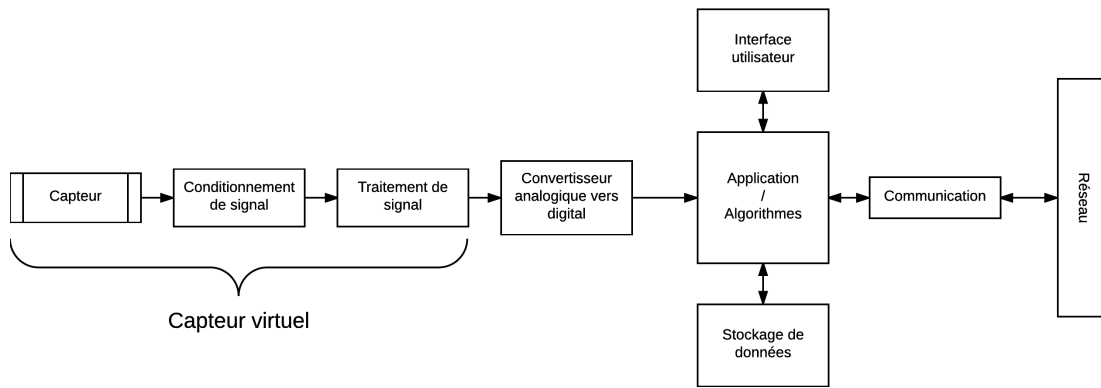 Interface
utilisateur
Capteur
Conditionnement
de signal
Traitement de
signal
Convertisseur
analogique vers
digital
Application
/
Algorithmes
Communication
Réseau
Capteur virtuel
Stockage de
données